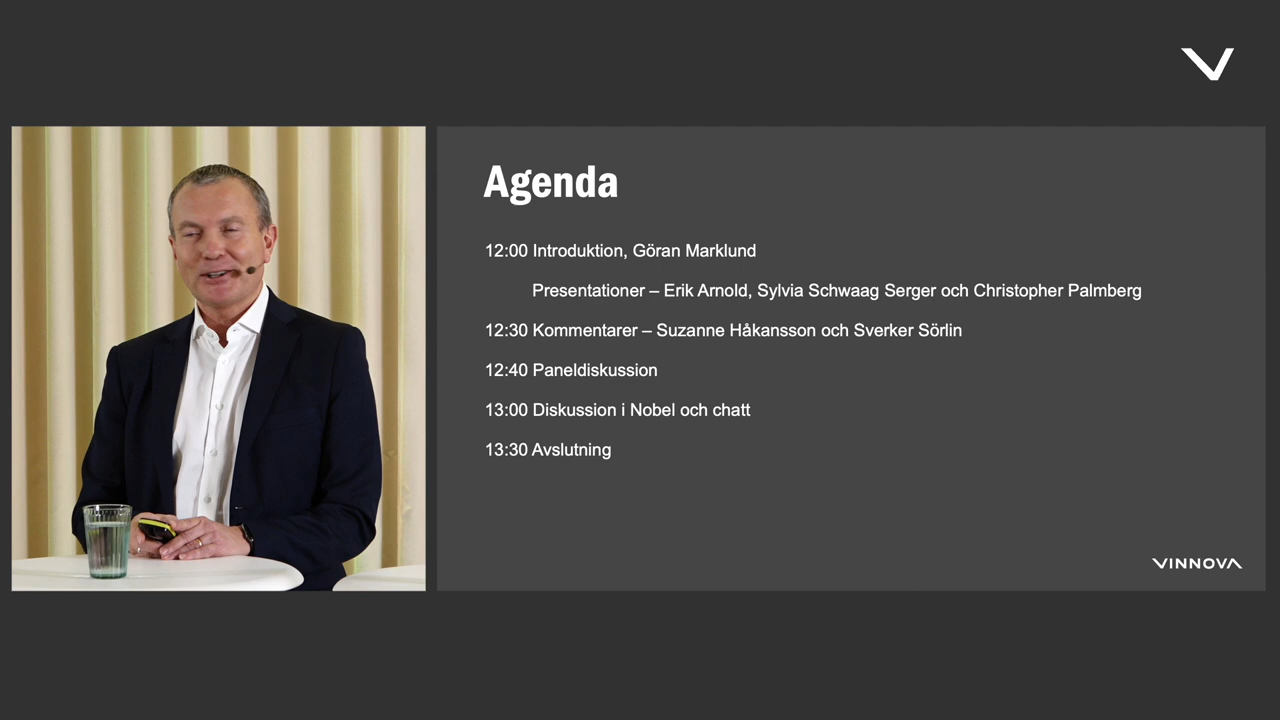 Agenda
12:00 Introduktion, Göran Marklund
Presentationer – Erik Arnold, Sylvia Schwaag Serger och Christopher Palmberg
12:30 Kommentarer – Suzanne Håkansson och Sverker Sörlin
12:40 Paneldiskussion
13:00 Diskussion i Nobel och chatt
13:30 Avslutning
VINNOVA